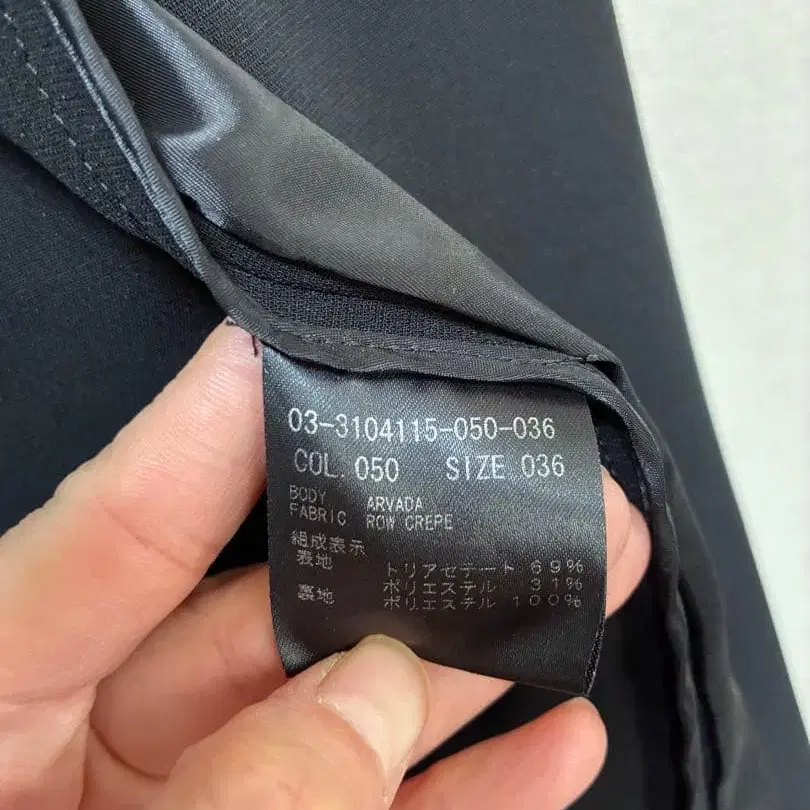 03-3104115-050-036
COL. 050 SIZE 036
BODY ARVADA
FABRIC ROW CREPE
組成表示
表地 トリアセテート 69%
ポリエステル 31%
裏地 ポリエステル 100%